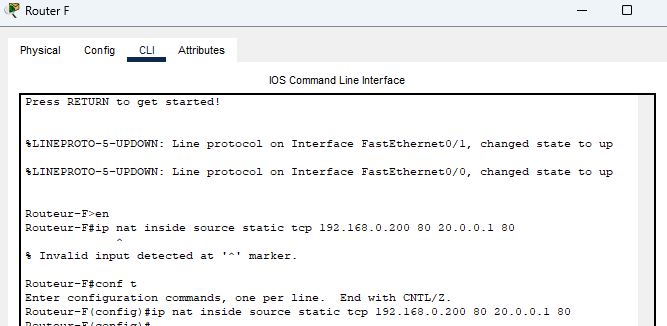 Router F
Physical Config CLI Attributes
IOS Command Line Interface
Press RETURN to get started!
%LINEPROTO-5-UPDOWN: Line protocol on Interface FastEthernet0/1, changed state to up
%LINEPROTO-5-UPDOWN: Line protocol on Interface FastEthernet0/0, changed state to up
Routeur-F>en
Routeur-F#ip nat inside source static tcp 192.168.0.200 80 20.0.0.1 80
^
% Invalid input detected at '^' marker.
Routeur-F#conf t
Enter configuration commands, one per line.  End with CNTL/Z.
Routeur-F(config)#ip nat inside source static tcp 192.168.0.200 80 20.0.0.1 80
Routeur-F(config)#